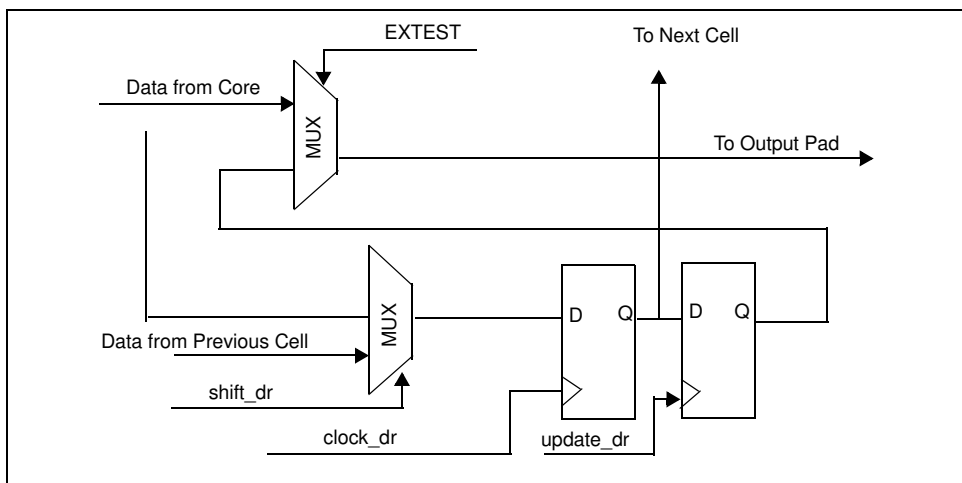 EXTEST
To Next Cell
Data from Core
MUX
To Output Pad
MUX
D Q
D Q
Data from Previous Cell
shift_dr
clock_dr
update_dr